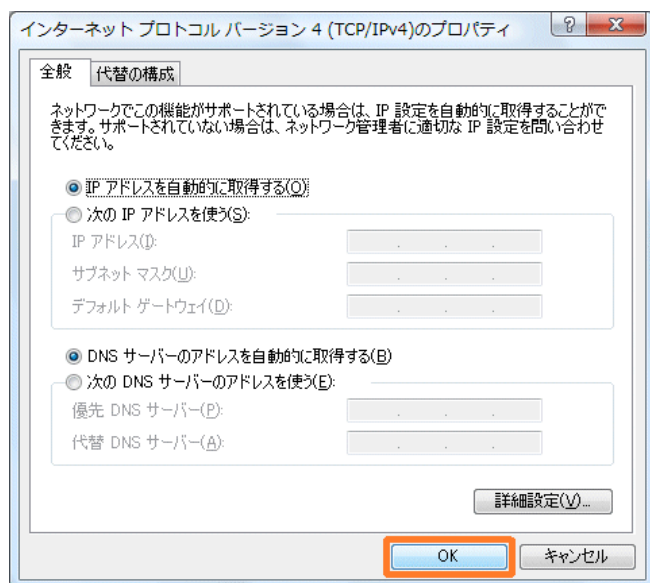 インターネット プロトコル バージョン 4 (TCP/IPv4)のプロパティ
? X
全般 代替の構成
ネットワークでこの機能がサポートされている場合は、IP 設定を自動的に取得することがで
きます。サポートされていない場合は、ネットワーク管理者に適切な IP 設定を問い合わせ
てください。
IP アドレスを自動的に取得する(O)
次の IP アドレスを使う(S):
IP アドレス(I): . . .
サブネット マスク(U): . . .
デフォルト ゲートウェイ(D): . . .
DNS サーバーのアドレスを自動的に取得する(B)
次の DNS サーバーのアドレスを使う(E):
優先 DNS サーバー(P): . . .
代替 DNS サーバー(A): . . .
詳細設定(V)...
OK キャンセル